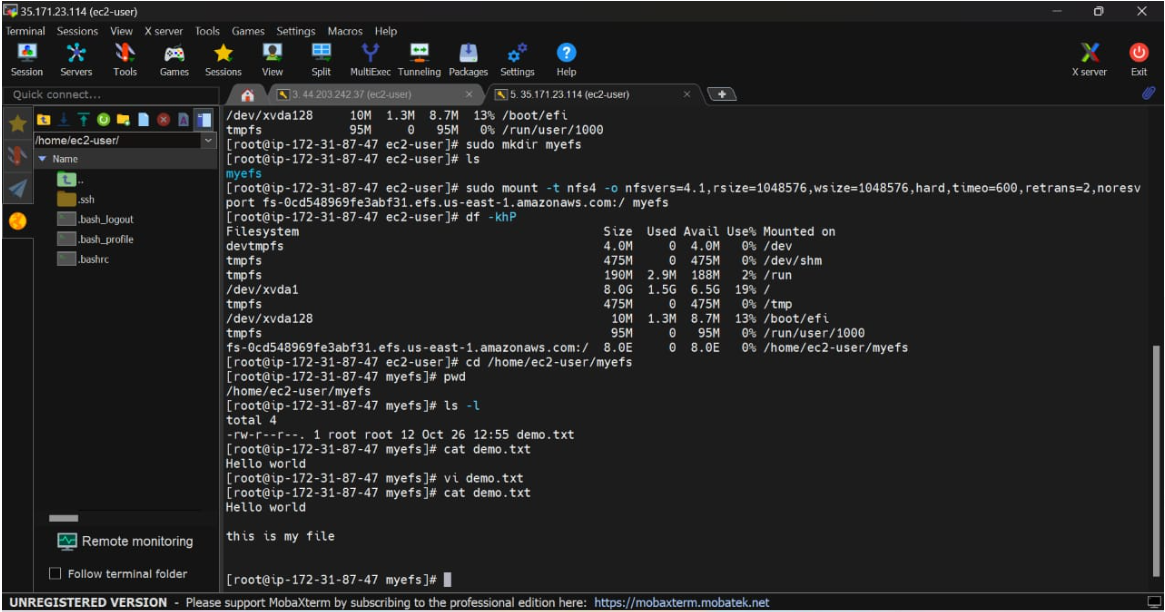 35.171.23.114 (ec2-user)
Terminal Sessions View X server Tools Games Settings Macros Help
Session Servers Tools Games Sessions View Split MultiExec Tunneling Packages Settings Help X server Exit
Quick connect...
3. 44.203.242.37 (ec2-user)
5. 35.171.23.114 (ec2-user)
/home/ec2-user/
Name
..
.ssh
.bash_logout
.bash_profile
.bashrc
Remote monitoring
Follow terminal folder
/dev/xvda128 10M 1.3M 8.7M 13% /boot/efi
tmpfs 95M 0 95M 0% /run/user/1000
[root@ip-172-31-87-47 ec2-user]# sudo mkdir myefs
[root@ip-172-31-87-47 ec2-user]# ls
myefs
[root@ip-172-31-87-47 ec2-user]# sudo mount -t nfs4 -o nfsvers=4.1,rsize=1048576,wsize=1048576,hard,timeo=600,retrans=2,noresv
port fs-0cd548969fe3abf31.efs.us-east-1.amazonaws.com:/ myefs
[root@ip-172-31-87-47 ec2-user]# df -khP
Filesystem Size Used Avail Use% Mounted on
devtmpfs 4.0M 0 4.0M 0% /dev
tmpfs 475M 0 475M 0% /dev/shm
tmpfs 190M 2.9M 188M 2% /run
/dev/xvda1 8.0G 1.5G 6.5G 19% /
tmpfs 475M 0 475M 0% /tmp
/dev/xvda128 10M 1.3M 8.7M 13% /boot/efi
tmpfs 95M 0 95M 0% /run/user/1000
fs-0cd548969fe3abf31.efs.us-east-1.amazonaws.com:/ 8.0E 0 8.0E 0% /home/ec2-user/myefs
[root@ip-172-31-87-47 ec2-user]# cd /home/ec2-user/myefs
[root@ip-172-31-87-47 myefs]# pwd
/home/ec2-user/myefs
[root@ip-172-31-87-47 myefs]# ls -l
total 4
-rw-r--r--. 1 root root 12 Oct 26 12:55 demo.txt
[root@ip-172-31-87-47 myefs]# cat demo.txt
Hello world
[root@ip-172-31-87-47 myefs]# vi demo.txt
[root@ip-172-31-87-47 myefs]# cat demo.txt
Hello world
this is my file
[root@ip-172-31-87-47 myefs]#
UNREGISTERED VERSION - Please support MobaXterm by subscribing to the professional edition here: https://mobaxterm.mobatek.net